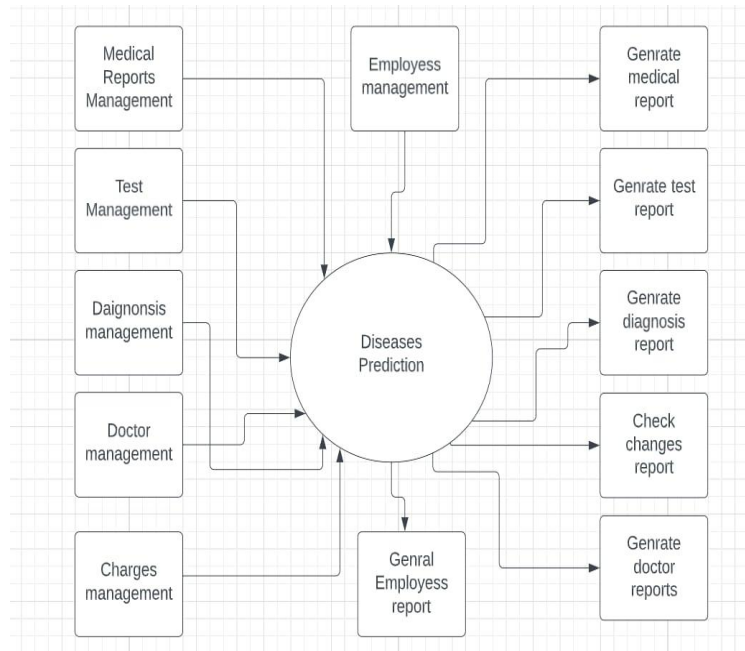 Medical
Reports
Management
Employess
management
Genrate
medical
report
Test
Management
Genrate test
report
Daignonsis
management
Genrate
diagnosis
report
Diseases
Prediction
Doctor
management
Check
changes
report
Charges
management
Genral
Employess
report
Genrate
doctor
reports